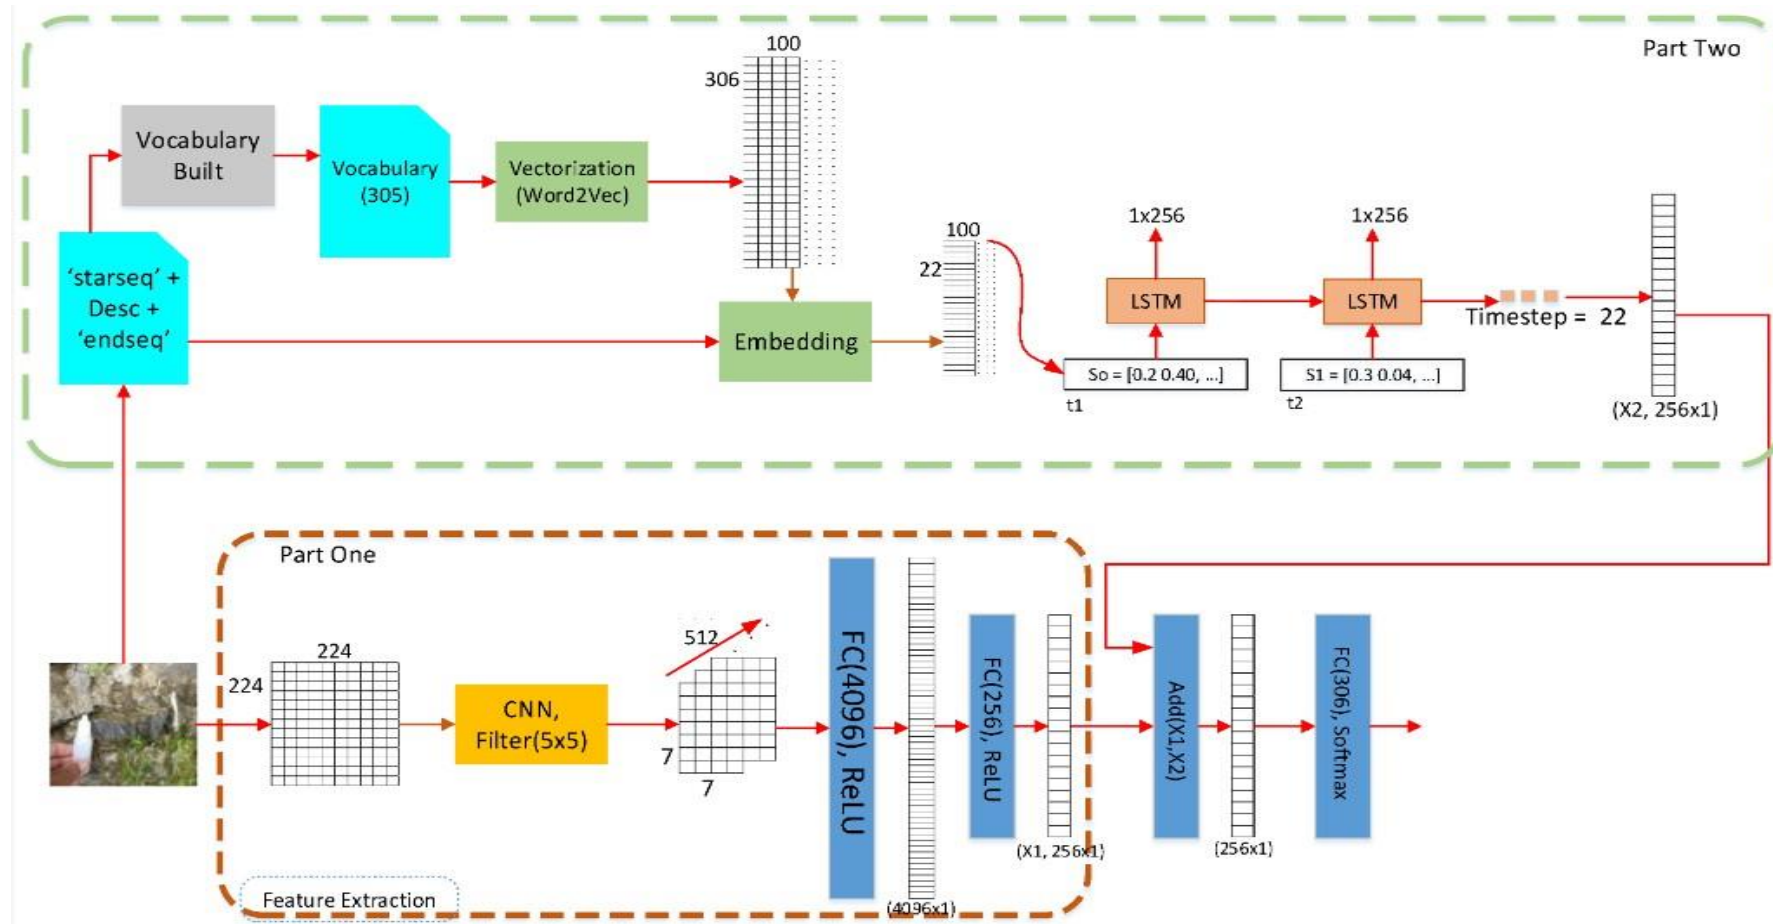 Part Two
100
306
Vocabulary
Built
Vocabulary
(305)
Vectorization
(Word2Vec)
'starseq' +
Desc +
'endseq'
Embedding
100
22
1x256
1x256
LSTM
LSTM
Timestep = 22
So = [0.2 0.40, ...]
S1 = [0.3 0.04, ...]
t1
t2
(X2, 256x1)
Part One
224
224
CNN,
Filter(5x5)
512
7
7
FC(4096), ReLU
(4096x1)
FC(256), ReLU
(X1, 256x1)
Add(X1,X2)
(256x1)
FC(306), Softmax
Feature Extraction